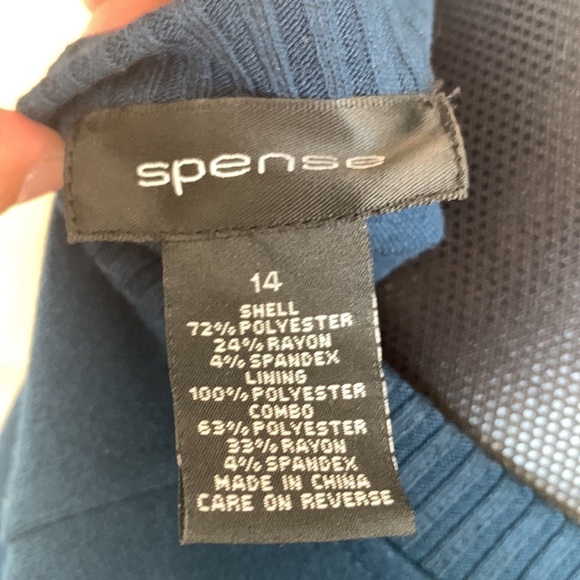 spense
14
SHELL
72% POLYESTER
24% RAYON
4% SPANDEX
LINING
100% POLYESTER
COMBO
63% POLYESTER
33% RAYON
4% SPANDEX
MADE IN CHINA
CARE ON REVERSE